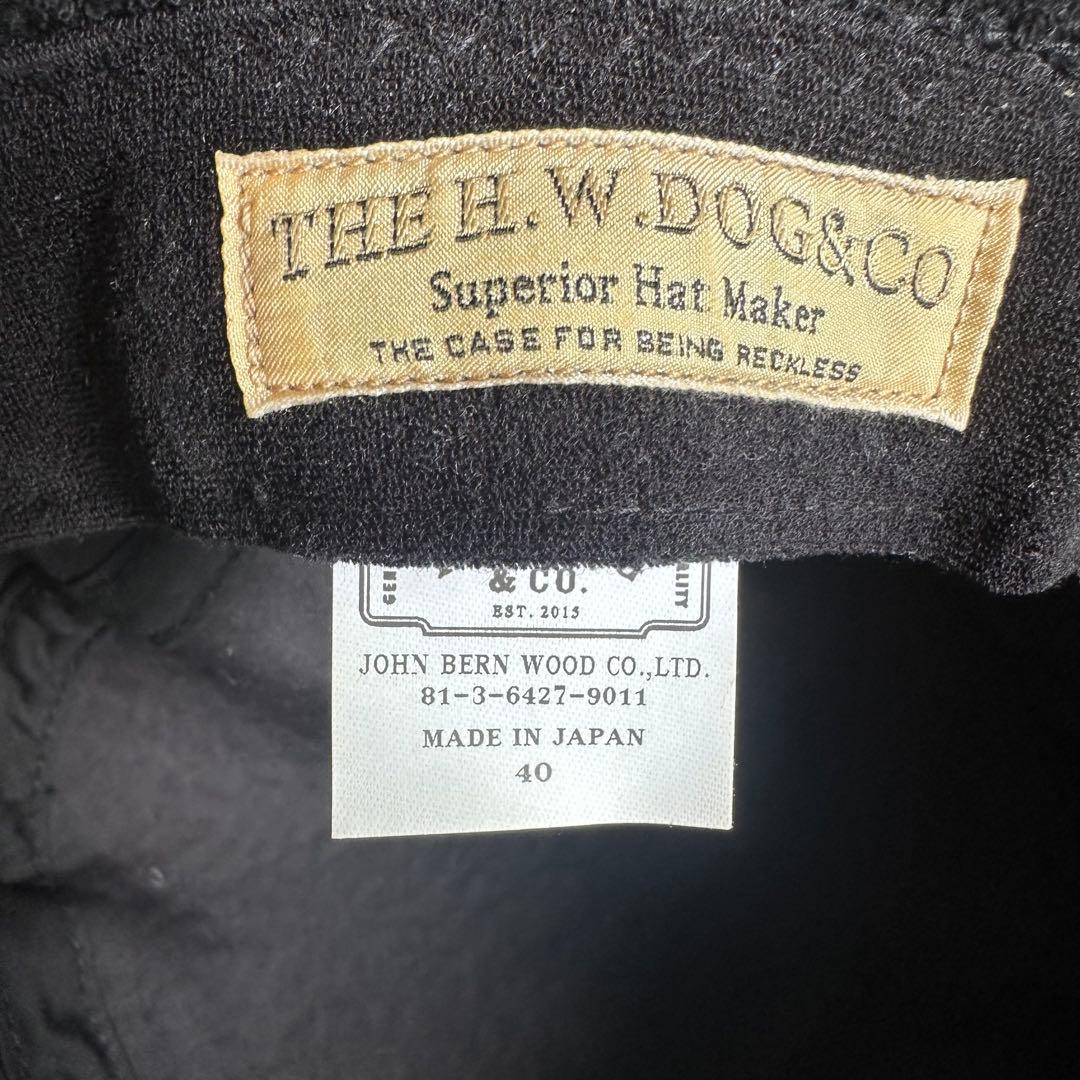 THE H.W.DOG&CO
Superior Hat Maker
THE CASE FOR BEING RECKLESS
& CO.
EST. 2015
JOHN BERN WOOD CO.,LTD.
81-3-6427-9011
MADE IN JAPAN
40